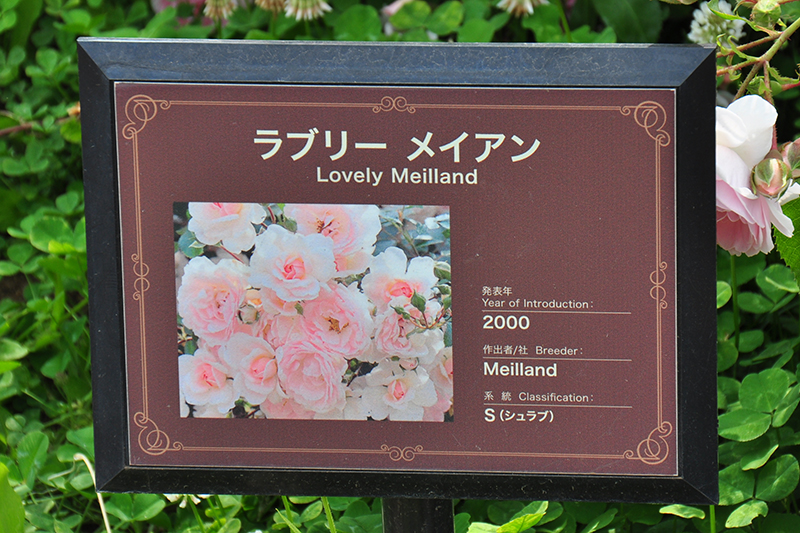 ラブリー メイアン
Lovely Meilland
発表年
Year of Introduction:
2000
作出者/社 Breeder:
Meilland
系 統 Classification:
S(シュラブ)